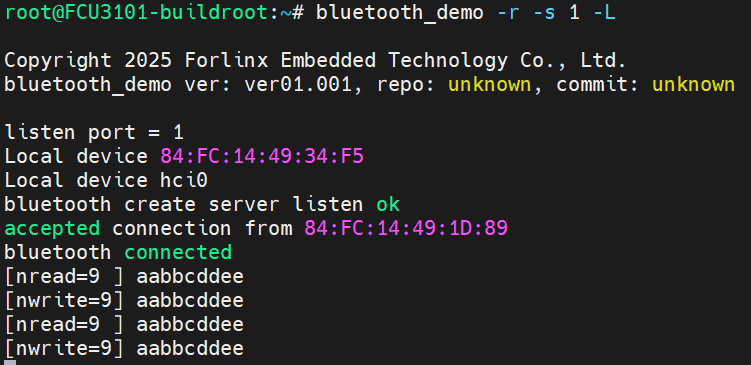 root@FCU3101-buildroot:~# bluetooth_demo -r -s 1 -L
Copyright 2025 Forlinx Embedded Technology Co., Ltd.
bluetooth_demo ver: ver01.001, repo: unknown, commit: unknown
listen port = 1
Local device 84:FC:14:49:34:F5
Local device hci0
bluetooth create server listen ok
accepted connection from 84:FC:14:49:1D:89
bluetooth connected
[nread=9 ] aabbcddee
[nwrite=9] aabbcddee
[nread=9 ] aabbcddee
[nwrite=9] aabbcddee